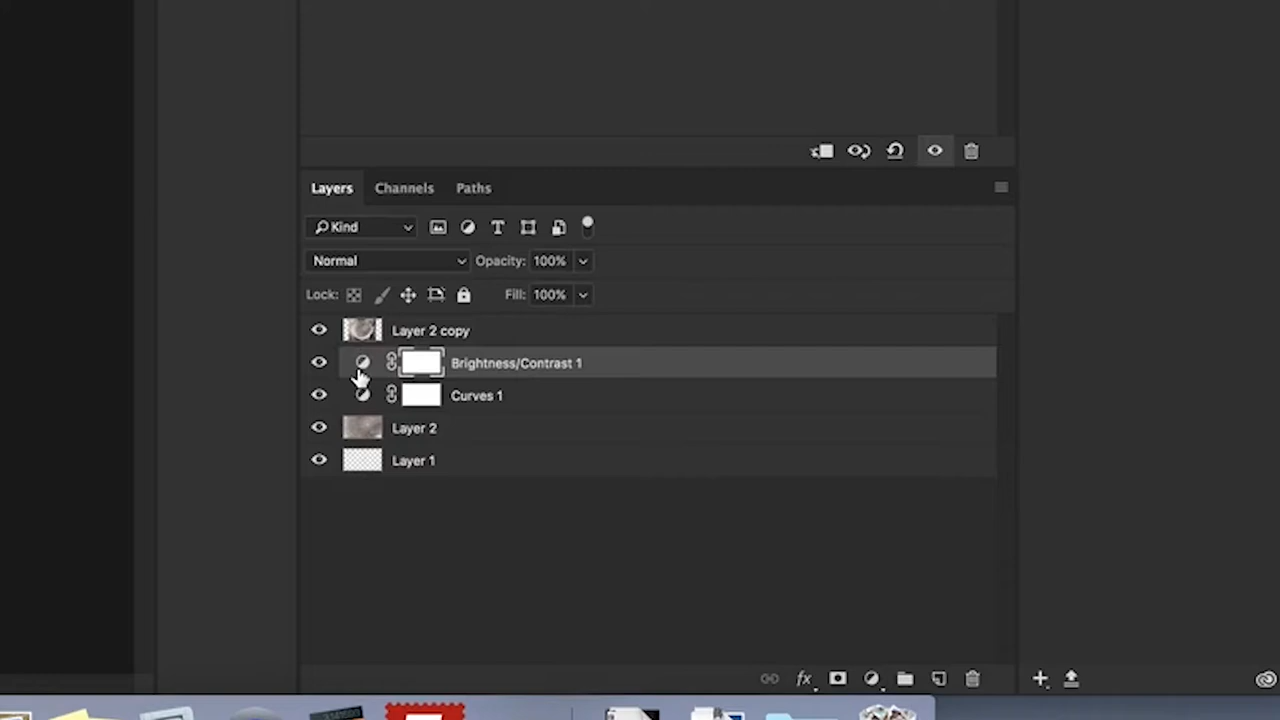 Layers Channels Paths
Kind
Normal Opacity: 100%
Lock: Fill: 100%
Layer 2 copy
Brightness/Contrast 1
Curves 1
Layer 2
Layer 1
fx